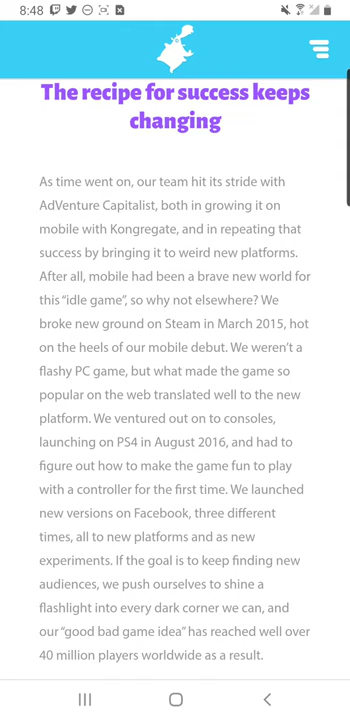 8:48
The recipe for success keeps
changing
As time went on, our team hit its stride with
AdVenture Capitalist, both in growing it on
mobile with Kongregate, and in repeating that
success by bringing it to weird new platforms.
After all, mobile had been a brave new world for
this “idle game”, so why not elsewhere? We
broke new ground on Steam in March 2015, hot
on the heels of our mobile debut. We weren’t a
flashy PC game, but what made the game so
popular on the web translated well to the new
platform. We ventured out on to consoles,
launching on PS4 in August 2016, and had to
figure out how to make the game fun to play
with a controller for the first time. We launched
new versions on Facebook, three different
times, all to new platforms and as new
experiments. If the goal is to keep finding new
audiences, we push ourselves to shine a
flashlight into every dark corner we can, and
our “good bad game idea” has reached well over
40 million players worldwide as a result.